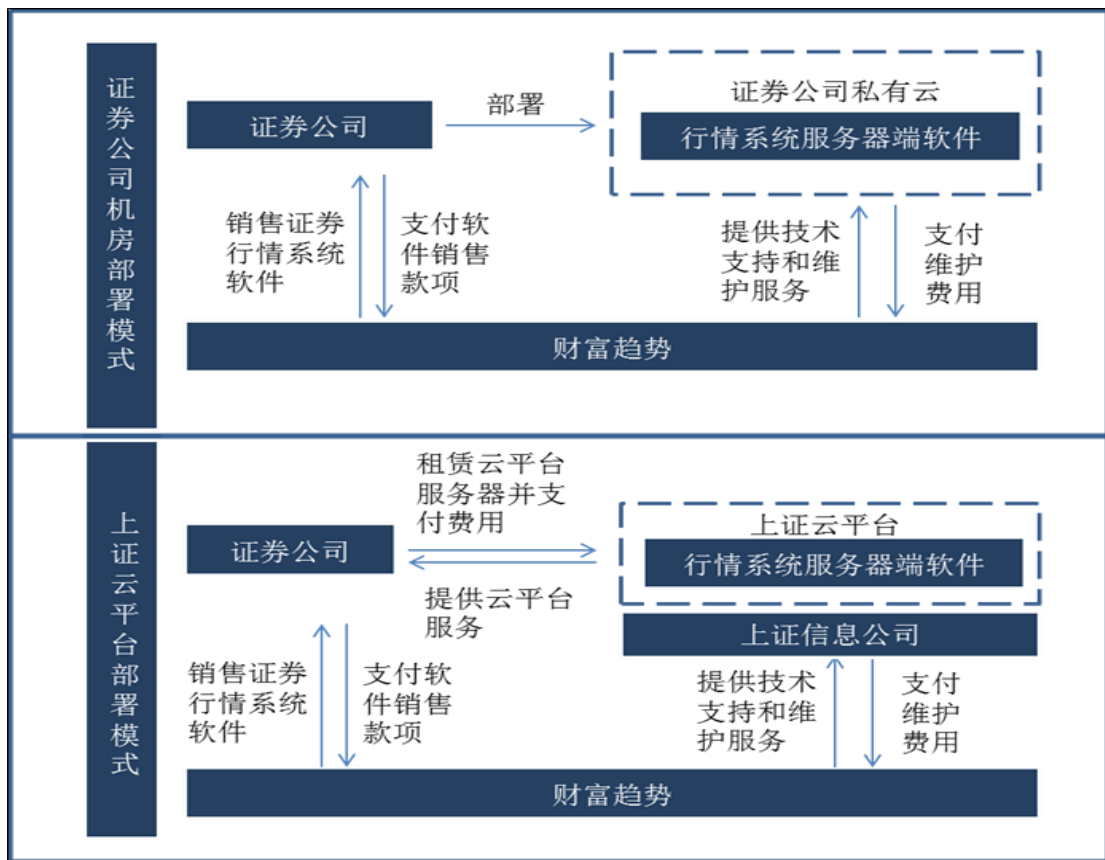 证券公司机房部署模式
证券公司
部署
证券公司私有云
行情系统服务器端软件
销售证券
行情系统
软件
支付软
件销售
款项
提供技术
支持和维
护服务
支付
维护
费用
财富趋势
上证云平台部署模式
租赁云平台
服务器并支
付费用
证券公司
提供云平台
服务
上证云平台
行情系统服务器端软件
上证信息公司
销售证券
行情系统
软件
支付软
件销售
款项
提供技术
支持和维
护服务
支付
维护
费用
财富趋势